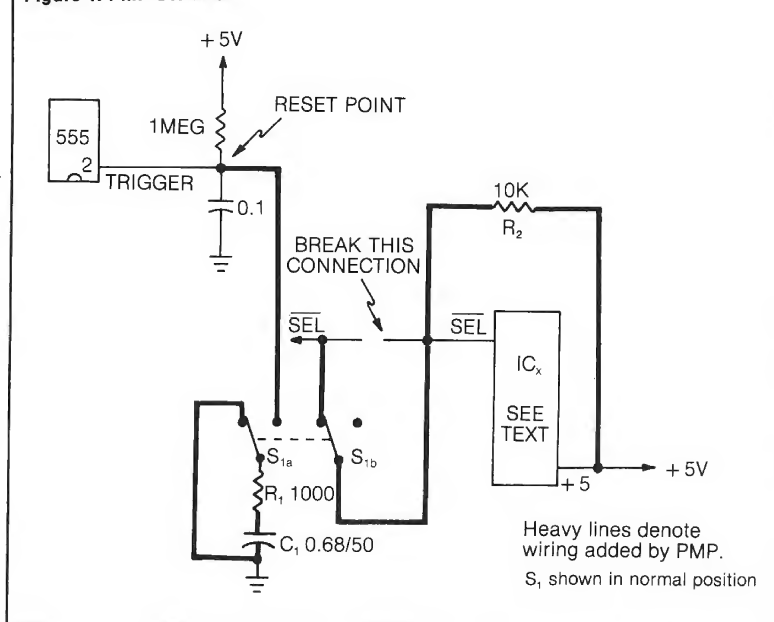 +5V
1MEG
RESET POINT
555
2
TRIGGER
0.1
10K
R₂
BREAK THIS
CONNECTION
SEL
SEL
ICₓ
SEE
TEXT
+5
+5V
S₁ₐ
S₁b
R₁ 1000
C₁ 0.68/50
Heavy lines denote
wiring added by PMP.
S₁ shown in normal position